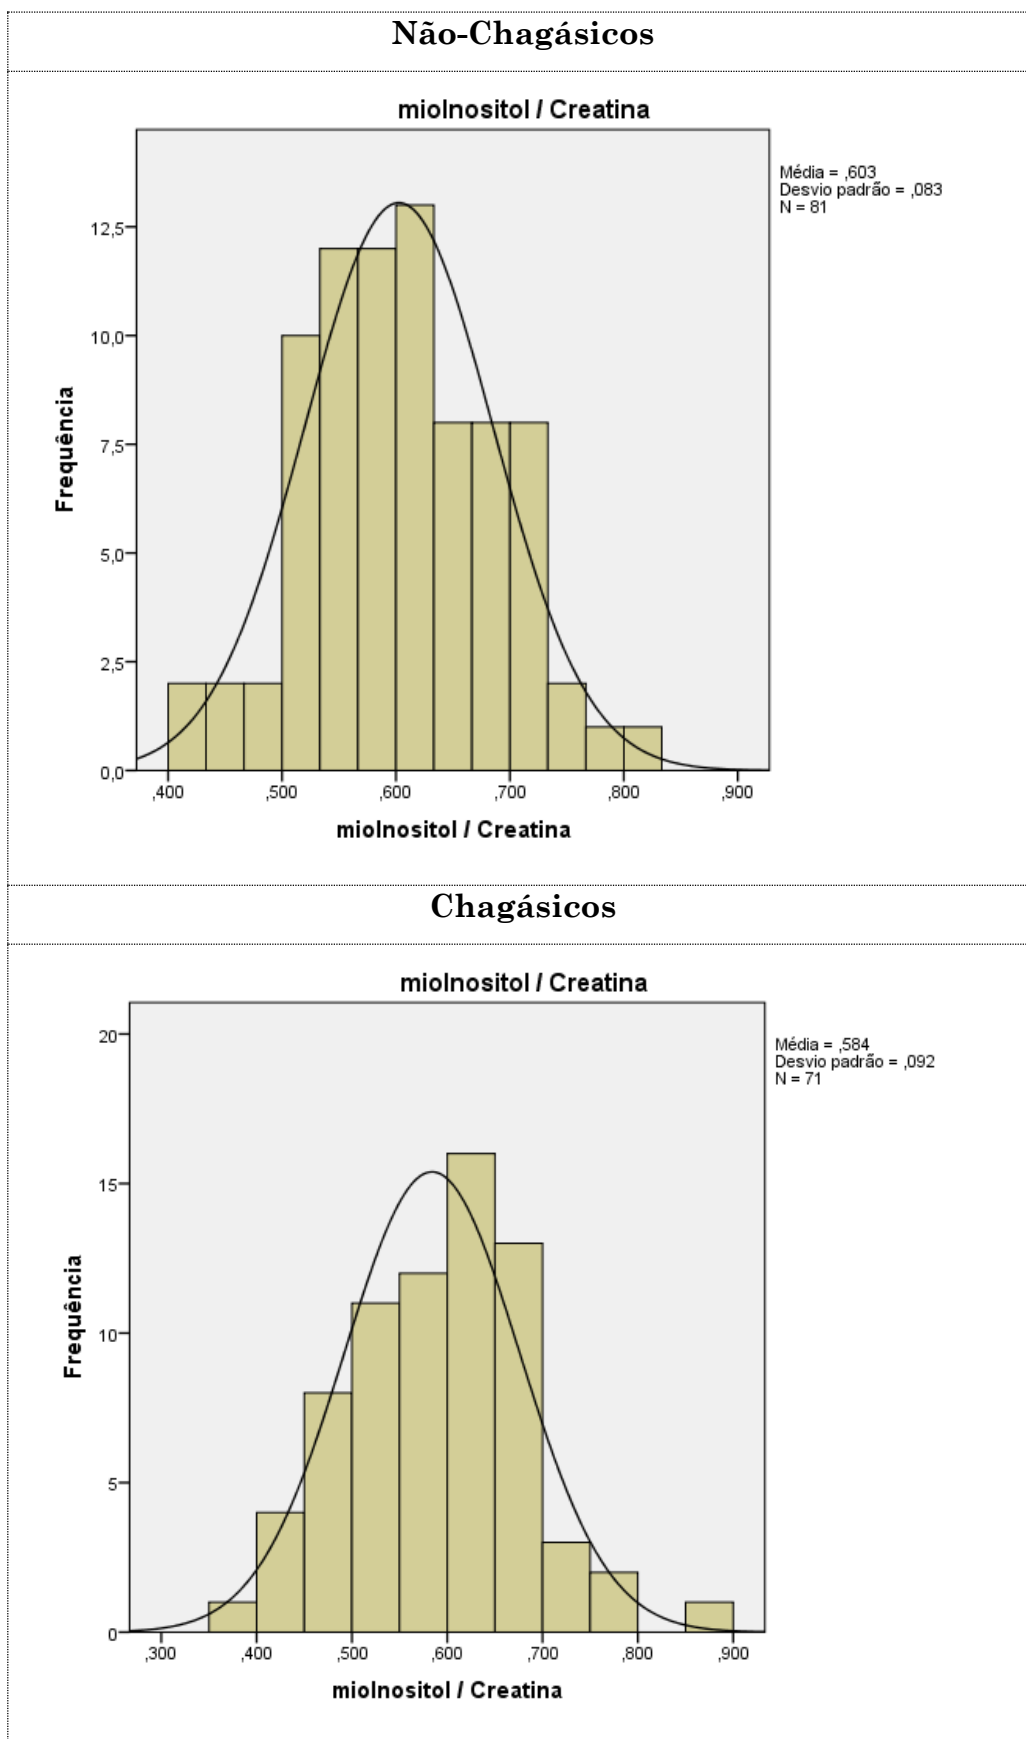 Não-Chagásicos
mioInositol / Creatina
Média = ,603
Desvio padrão = ,083
N = 81
12,5
10,0
7,5
5,0
2,5
0,0
Frequência
,400 ,500 ,600 ,700 ,800 ,900
mioInositol / Creatina
Chagásicos
mioInositol / Creatina
Média = ,584
Desvio padrão = ,092
N = 71
20
15
10
5
0
Frequência
,300 ,400 ,500 ,600 ,700 ,800 ,900
mioInositol / Creatina